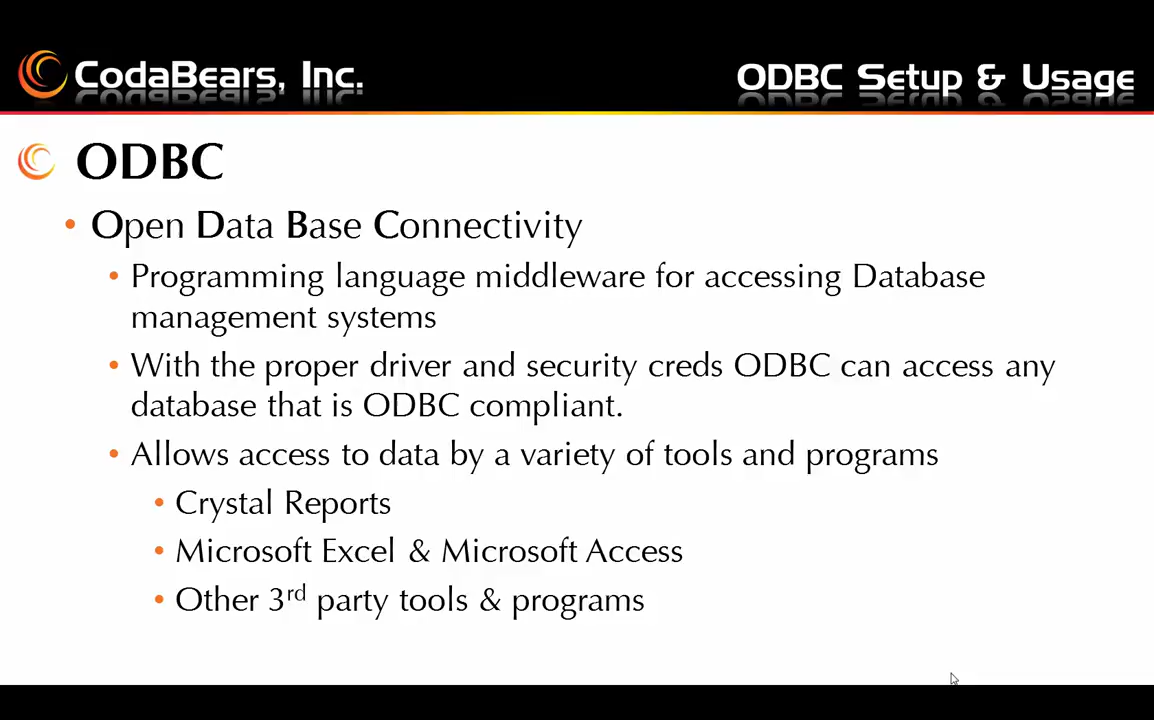 CodaBears, Inc.
ODBC Setup & Usage
ODBC
• Open Data Base Connectivity
• Programming language middleware for accessing Database
management systems
• With the proper driver and security creds ODBC can access any
database that is ODBC compliant.
• Allows access to data by a variety of tools and programs
• Crystal Reports
• Microsoft Excel & Microsoft Access
• Other 3rd party tools & programs